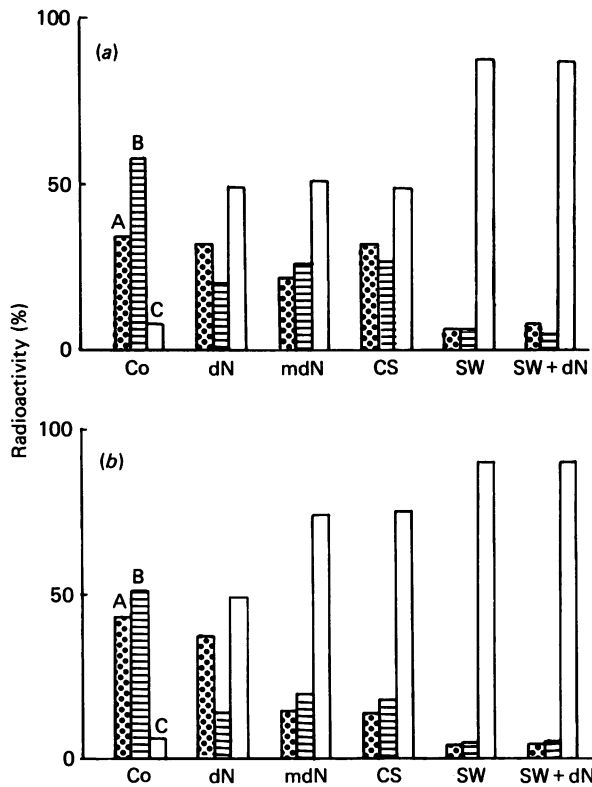 Radioactivity (%)
100
(a)
B
50
A
C
0
Co dN mdN CS SW SW + dN
100
(b)
B
50
A
C
0
Co dN mdN CS SW SW + dN